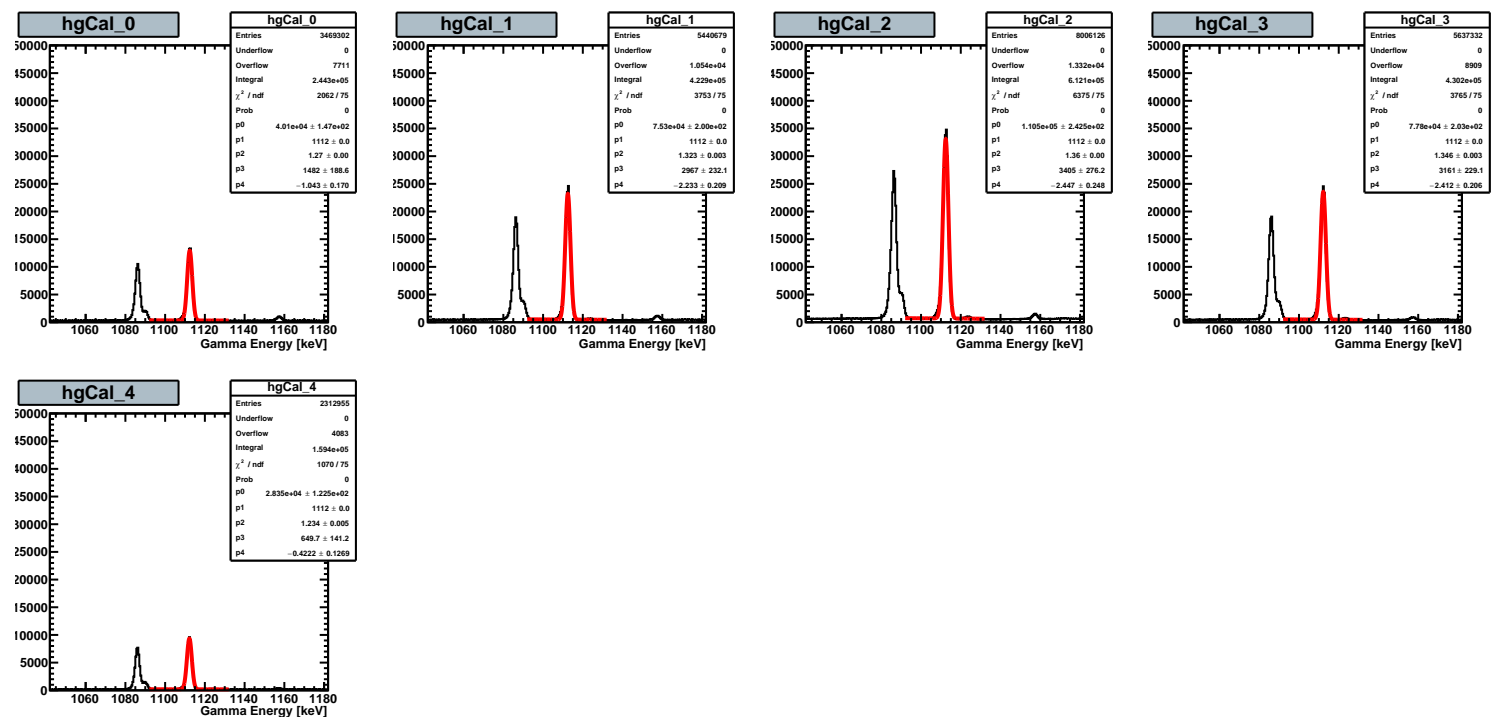 hgCal_0
hgCal_0
Entries 3469302
Underflow 0
Overflow 7711
Integral 2.443e+05
χ² / ndf 2062 / 75
Prob 0
p0 4.01e+04 ± 1.47e+02
p1 1112 ± 0.0
p2 1.27 ± 0.00
p3 1482 ± 188.6
p4 −1.043 ± 0.170
50000
45000
40000
35000
30000
25000
20000
15000
10000
5000
0
1060 1080 1100 1120 1140 1160 1180
Gamma Energy [keV]
hgCal_1
hgCal_1
Entries 5440679
Underflow 0
Overflow 1.054e+04
Integral 4.229e+05
χ² / ndf 3753 / 75
Prob 0
p0 7.53e+04 ± 2.00e+02
p1 1112 ± 0.0
p2 1.323 ± 0.003
p3 2967 ± 232.1
p4 −2.233 ± 0.209
50000
45000
40000
35000
30000
25000
20000
15000
10000
5000
0
1060 1080 1100 1120 1140 1160 1180
Gamma Energy [keV]
hgCal_2
hgCal_2
Entries 8006126
Underflow 0
Overflow 1.332e+04
Integral 6.121e+05
χ² / ndf 6375 / 75
Prob 0
p0 1.105e+05 ± 2.425e+02
p1 1112 ± 0.0
p2 1.36 ± 0.00
p3 3405 ± 276.2
p4 −2.447 ± 0.248
50000
45000
40000
35000
30000
25000
20000
15000
10000
5000
0
1060 1080 1100 1120 1140 1160 1180
Gamma Energy [keV]
hgCal_3
hgCal_3
Entries 5637332
Underflow 0
Overflow 8909
Integral 4.302e+05
χ² / ndf 3765 / 75
Prob 0
p0 7.78e+04 ± 2.03e+02
p1 1112 ± 0.0
p2 1.346 ± 0.003
p3 3161 ± 229.1
p4 −2.412 ± 0.206
50000
45000
40000
35000
30000
25000
20000
15000
10000
5000
0
1060 1080 1100 1120 1140 1160 1180
Gamma Energy [keV]
hgCal_4
hgCal_4
Entries 2312955
Underflow 0
Overflow 4083
Integral 1.594e+05
χ² / ndf 1070 / 75
Prob 0
p0 2.835e+04 ± 1.225e+02
p1 1112 ± 0.0
p2 1.234 ± 0.005
p3 649.7 ± 141.2
p4 −0.4222 ± 0.1269
50000
45000
40000
35000
30000
25000
20000
15000
10000
5000
0
1060 1080 1100 1120 1140 1160 1180
Gamma Energy [keV]